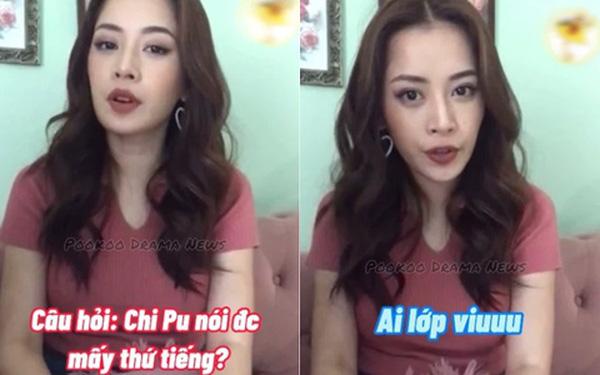 POOKOO DRAMA NEWS
Câu hỏi: Chi Pu nói đc
mấy thứ tiếng?
POOKOO DRAMA NEWS
Ai lớp viuuu